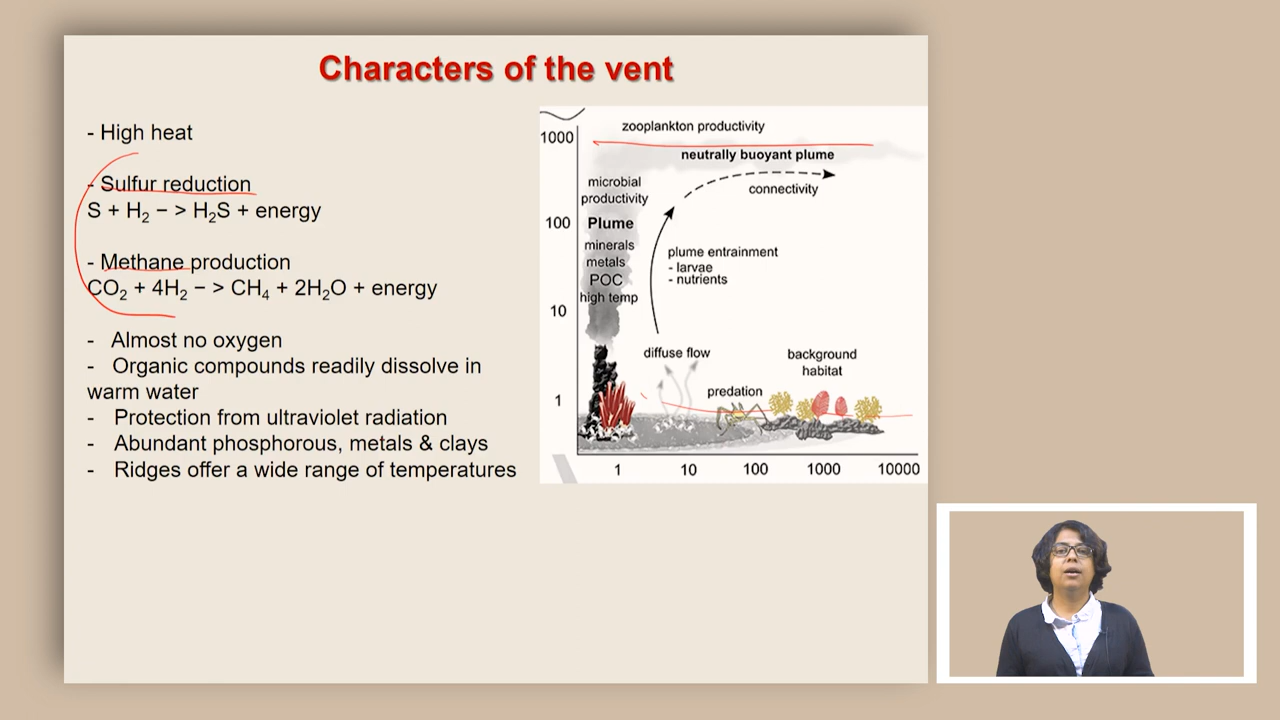 Characters of the vent
- High heat
- Sulfur reduction
S + H₂ − > H₂S + energy
- Methane production
CO₂ + 4H₂ − > CH₄ + 2H₂O + energy
- Almost no oxygen
- Organic compounds readily dissolve in
warm water
- Protection from ultraviolet radiation
- Abundant phosphorous, metals & clays
- Ridges offer a wide range of temperatures
1000
zooplankton productivity
neutrally buoyant plume
microbial
productivity
connectivity
100
Plume
minerals
metals
POC
high temp
plume entrainment
- larvae
- nutrients
10
diffuse flow
background
habitat
predation
1
1 10 100 1000 10000